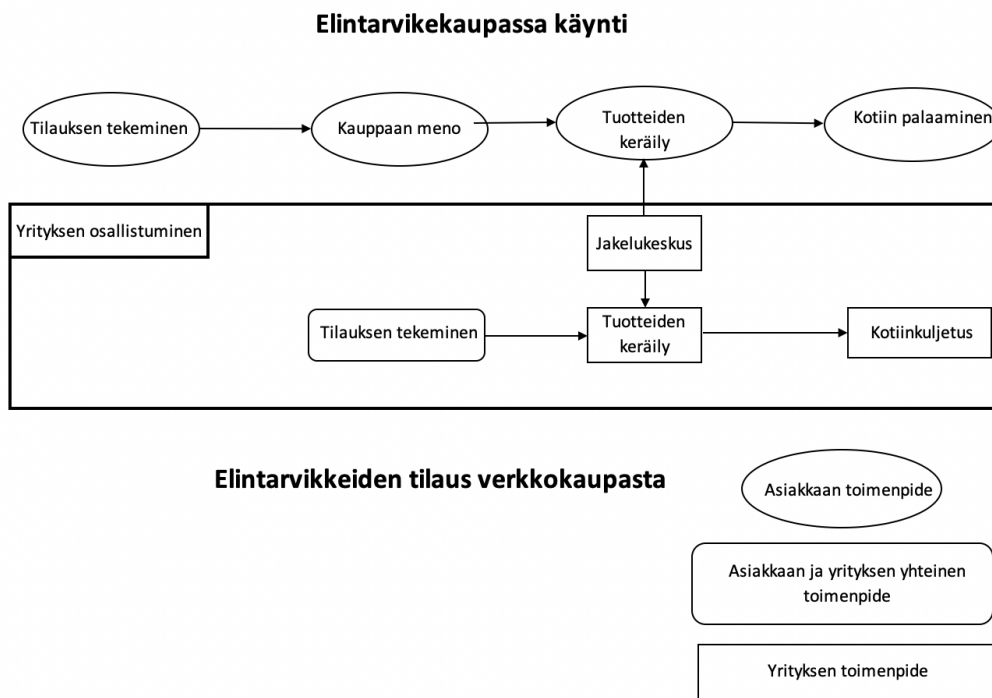 Elintarvikekaupassa käynti
Tilauksen tekeminen
Kauppaan meno
Tuotteiden
keräily
Kotiin palaaminen
Yrityksen osallistuminen
Jakelukeskus
Tilauksen tekeminen
Tuotteiden
keräily
Kotiinkuljetus
Elintarvikkeiden tilaus verkkokaupasta
Asiakkaan toimenpide
Asiakkaan ja yrityksen yhteinen
toimenpide
Yrityksen toimenpide